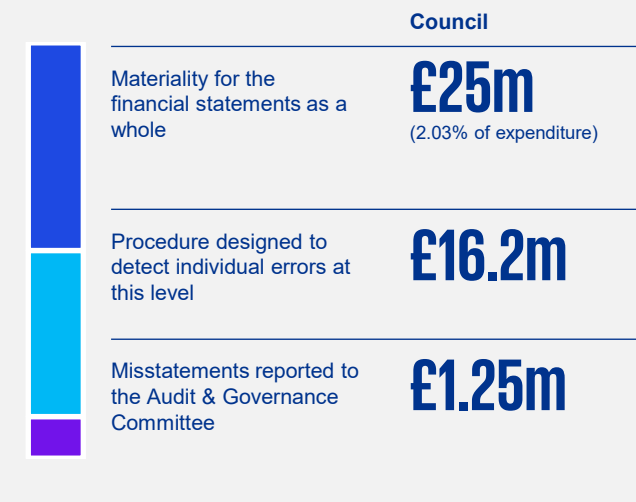 Council
Materiality for the
financial statements as a
whole
£25m
(2.03% of expenditure)
Procedure designed to
detect individual errors at
this level
£16.2m
Misstatements reported to
the Audit & Governance
Committee
£1.25m